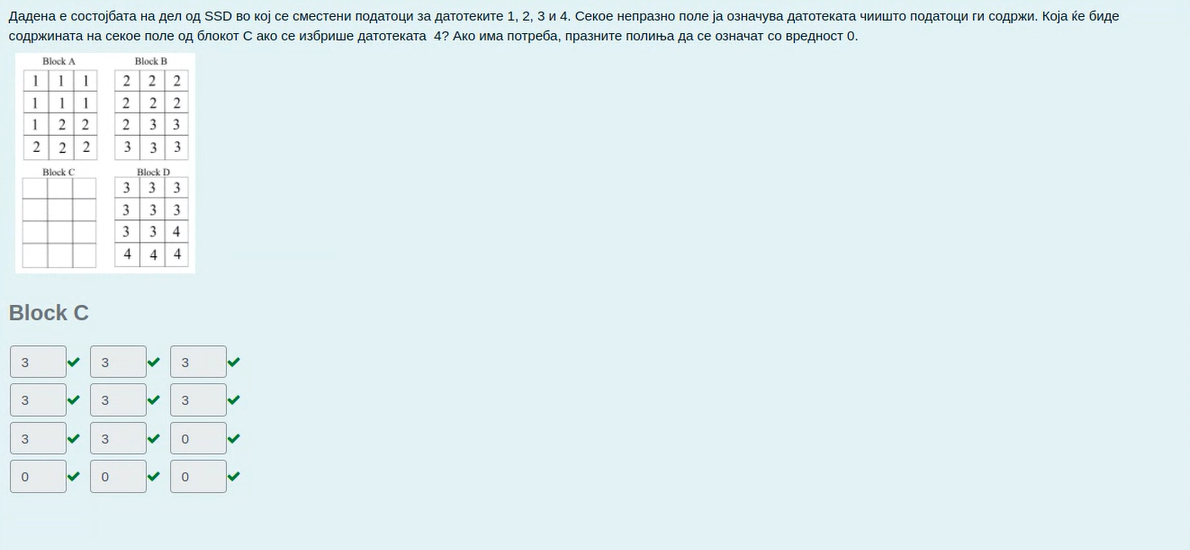 Дадена е состојбата на дел од SSD во кој се сместени податоци за датотеките 1, 2, 3 и 4. Секое непразно поле ја означува датотеката чиишто податоци ги содржи. Која ќе биде
содржината на секое поле од блокот C ако се избрише датотеката 4? Ако има потреба, празните полиња да се означат со вредност 0.
Block A Block B
1 1 1 2 2 2
1 1 1 2 2 2
1 2 2 2 3 3
2 2 2 3 3 3
Block C Block D
3 3 3
3 3 3
3 3 4
4 4 4
Block C
3 3 3
3 3 3
3 3 0
0 0 0